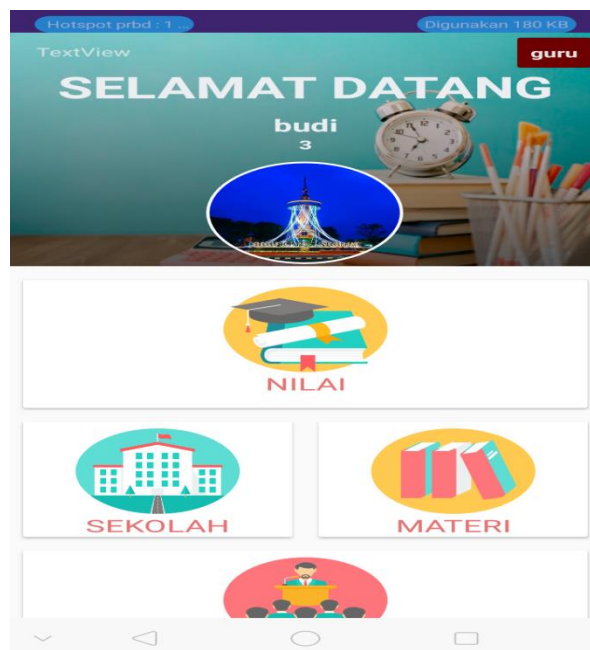 Hotspot prbd : 1 ... Digunakan 180 KB
TextView guru
SELAMAT DATANG
budi
3
NILAI
SEKOLAH MATERI